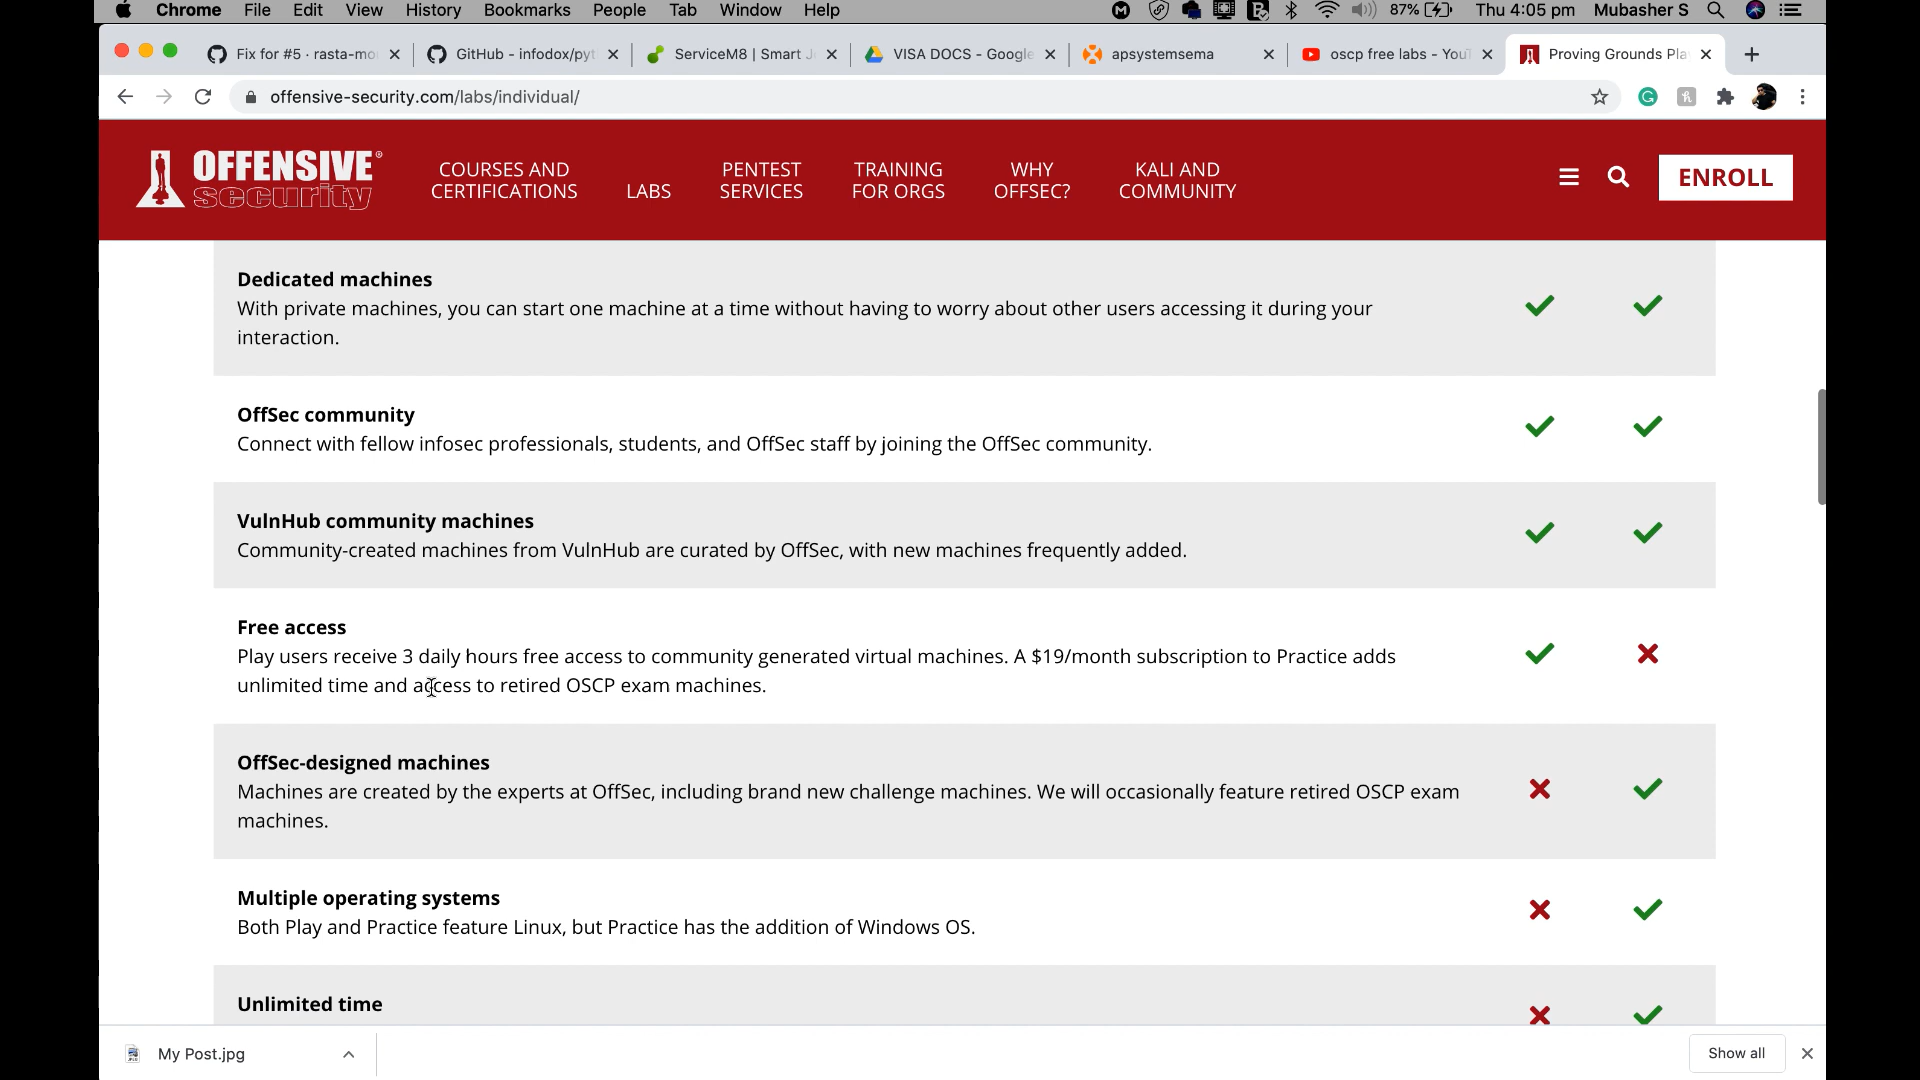 Chrome File Edit View History Bookmarks People Tab Window Help 87% Thu 4:05 pm Mubasher S
Fix for #5 · rasta-mo GitHub - infodox/pyt ServiceM8 | Smart J VISA DOCS - Google apsystemsema oscp free labs - You Proving Grounds Pla
offensive-security.com/labs/individual/
OFFENSIVE®
security
COURSES AND
CERTIFICATIONS
LABS
PENTEST
SERVICES
TRAINING
FOR ORGS
WHY
OFFSEC?
KALI AND
COMMUNITY
ENROLL
Dedicated machines
With private machines, you can start one machine at a time without having to worry about other users accessing it during your
interaction.
OffSec community
Connect with fellow infosec professionals, students, and OffSec staff by joining the OffSec community.
VulnHub community machines
Community-created machines from VulnHub are curated by OffSec, with new machines frequently added.
Free access
Play users receive 3 daily hours free access to community generated virtual machines. A $19/month subscription to Practice adds
unlimited time and access to retired OSCP exam machines.
OffSec-designed machines
Machines are created by the experts at OffSec, including brand new challenge machines. We will occasionally feature retired OSCP exam
machines.
Multiple operating systems
Both Play and Practice feature Linux, but Practice has the addition of Windows OS.
Unlimited time
My Post.jpg
Show all